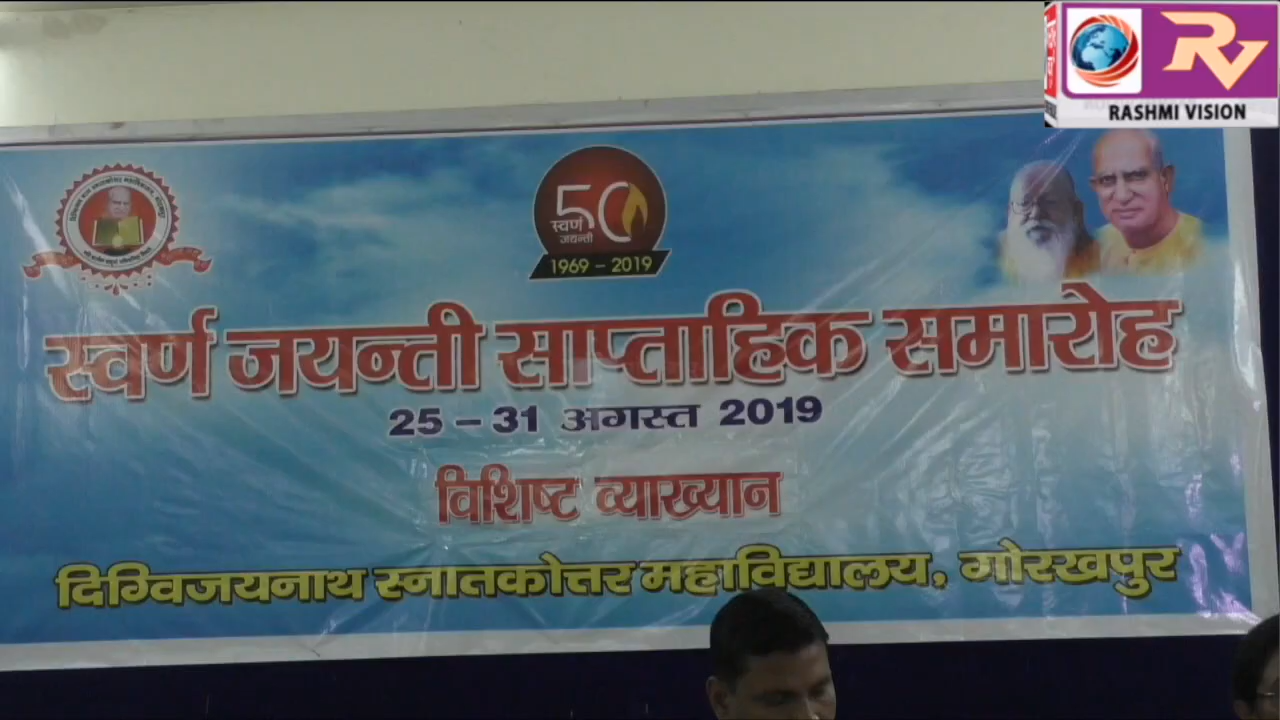 RV
RASHMI VISION
50
स्वर्ण
जयन्ती
1969 – 2019
स्वर्ण जयन्ती साप्ताहिक समारोह
25 – 31 अगस्त 2019
विशिष्ट व्याख्यान
दिग्विजयनाथ स्नातकोत्तर महाविद्यालय, गोरखपुर